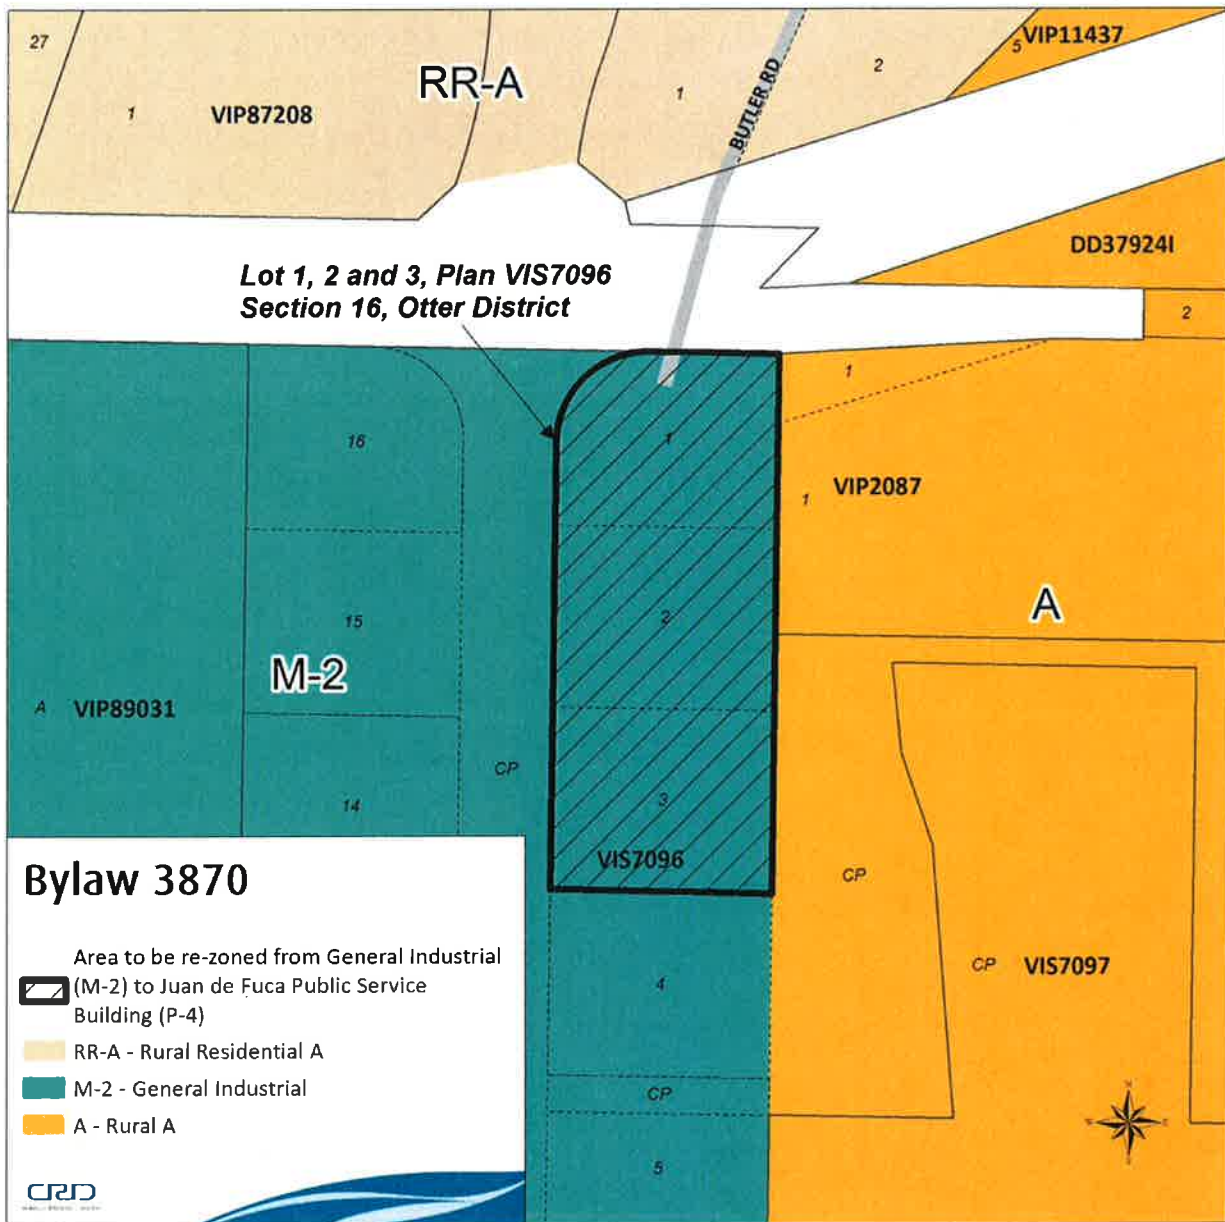 27
1
VIP87208
RR-A
1
BUTLER RD
2
5
VIP11437
DD37924I
2
Lot 1, 2 and 3, Plan VIS7096
Section 16, Otter District
16
1
1
1
VIP2087
15
2
A
M-2
A
VIP89031
CP
14
3
VIS7096
CP
CP
VIS7097
4
CP
5
Bylaw 3870
Area to be re-zoned from General Industrial
(M-2) to Juan de Fuca Public Service
Building (P-4)
RR-A - Rural Residential A
M-2 - General Industrial
A - Rural A
CRD